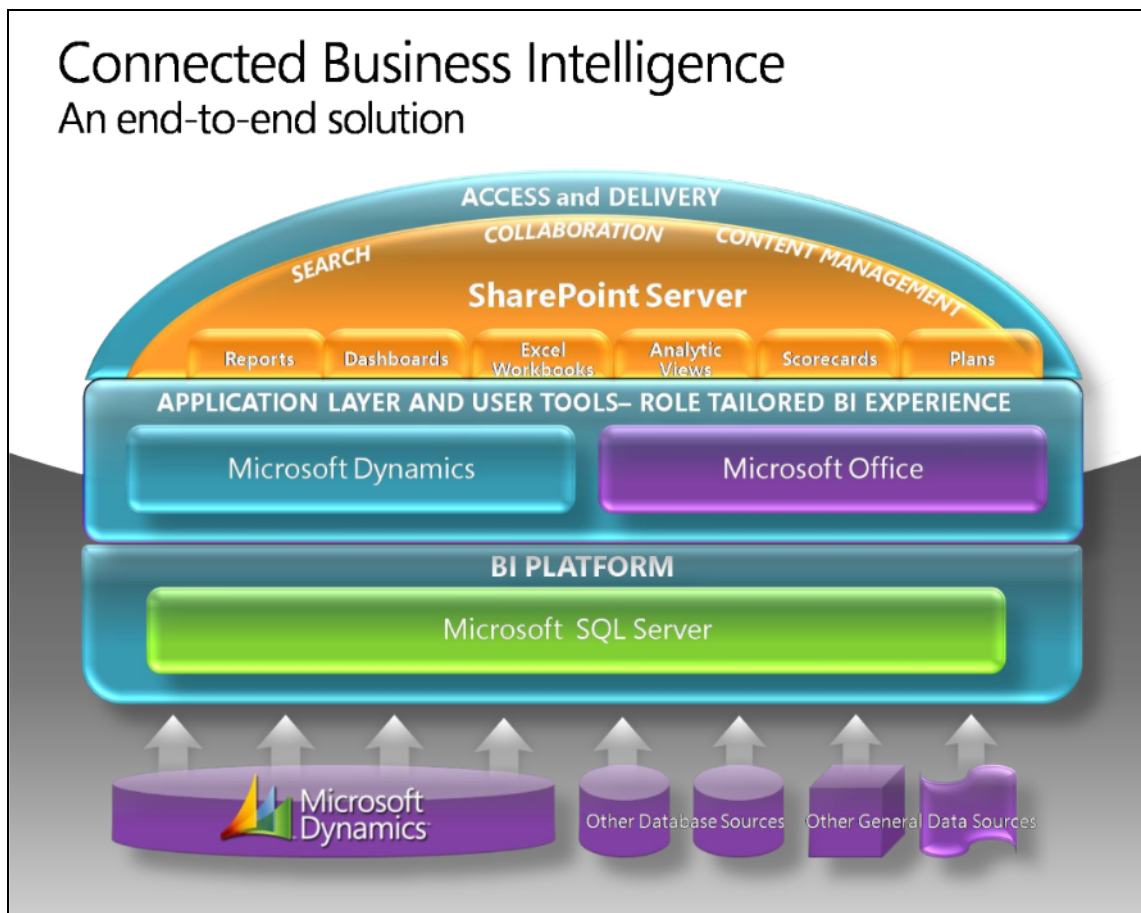 Connected Business Intelligence
An end-to-end solution
ACCESS and DELIVERY
SEARCH
COLLABORATION
CONTENT MANAGEMENT
SharePoint Server
Reports
Dashboards
Excel
Workbooks
Analytic
Views
Scorecards
Plans
APPLICATION LAYER AND USER TOOLS– ROLE TAILORED BI EXPERIENCE
Microsoft Dynamics
Microsoft Office
BI PLATFORM
Microsoft SQL Server
Microsoft
Dynamics
Other Database Sources
Other General Data Sources